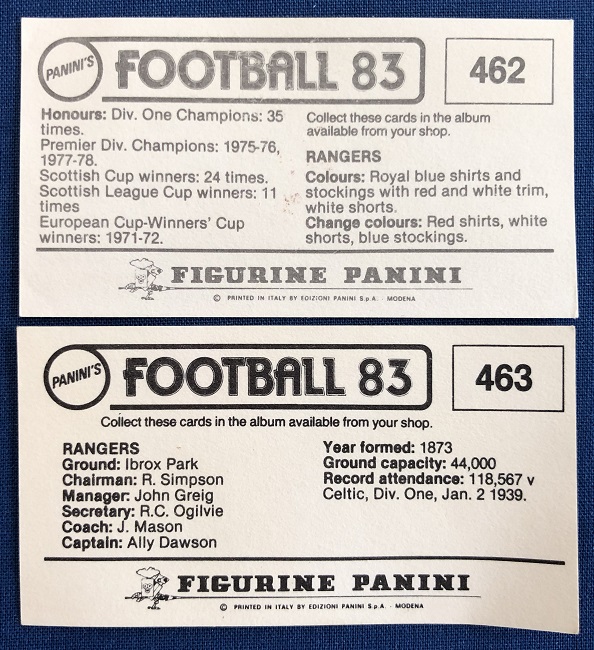 PANINI'S FOOTBALL 83 462
Honours: Div. One Champions: 35
times.
Premier Div. Champions: 1975-76,
1977-78.
Scottish Cup winners: 24 times.
Scottish League Cup winners: 11
times
European Cup-Winners' Cup
winners: 1971-72.
Collect these cards in the album
available from your shop.
RANGERS
Colours: Royal blue shirts and
stockings with red and white trim,
white shorts.
Change colours: Red shirts, white
shorts, blue stockings.
FIGURINE PANINI
© PRINTED IN ITALY BY EDIZIONI PANINI S.p.A. - MODENA
PANINI'S FOOTBALL 83 463
Collect these cards in the album available from your shop.
RANGERS
Ground: Ibrox Park
Chairman: R. Simpson
Manager: John Greig
Secretary: R.C. Ogilvie
Coach: J. Mason
Captain: Ally Dawson
Year formed: 1873
Ground capacity: 44,000
Record attendance: 118,567 v
Celtic, Div. One, Jan. 2 1939.
FIGURINE PANINI
© PRINTED IN ITALY BY EDIZIONI PANINI S.p.A. - MODENA